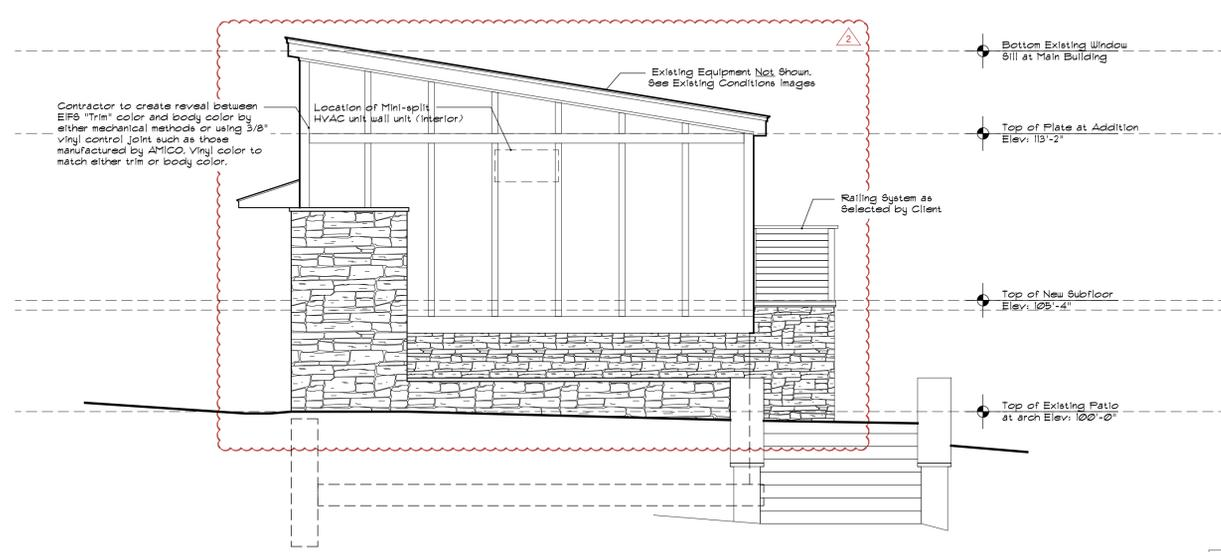 2
Bottom Existing Window
Sill at Main Building
Existing Equipment Not Shown.
See Existing Conditions Images
Contractor to create reveal between
EIFS "Trim" color and body color by
either mechanical methods or using 3/8"
vinyl control joint such as those
manufactured by AMICO. Vinyl color to
match either trim or body color.
Location of Mini-split
HVAC unit wall unit (interior)
Top of Plate at Addition
Elev: 113'-2"
Railing System as
Selected by Client
Top of New Subfloor
Elev: 105'-4"
Top of Existing Patio
at arch Elev: 100'-0"